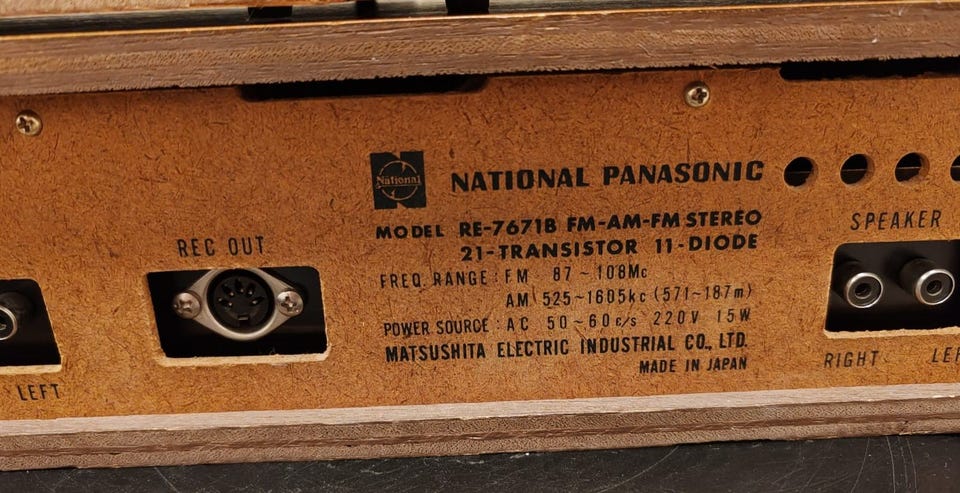 National
NATIONAL PANASONIC
MODEL RE-7671B FM-AM-FM STEREO
21-TRANSISTOR 11-DIODE
FREQ. RANGE : FM 87~108Mc
AM 525~1605kc (571~187m)
POWER SOURCE : AC 50~60c/s 220V 15W
MATSUSHITA ELECTRIC INDUSTRIAL CO., LTD.
MADE IN JAPAN
REC OUT
LEFT
SPEAKER
RIGHT